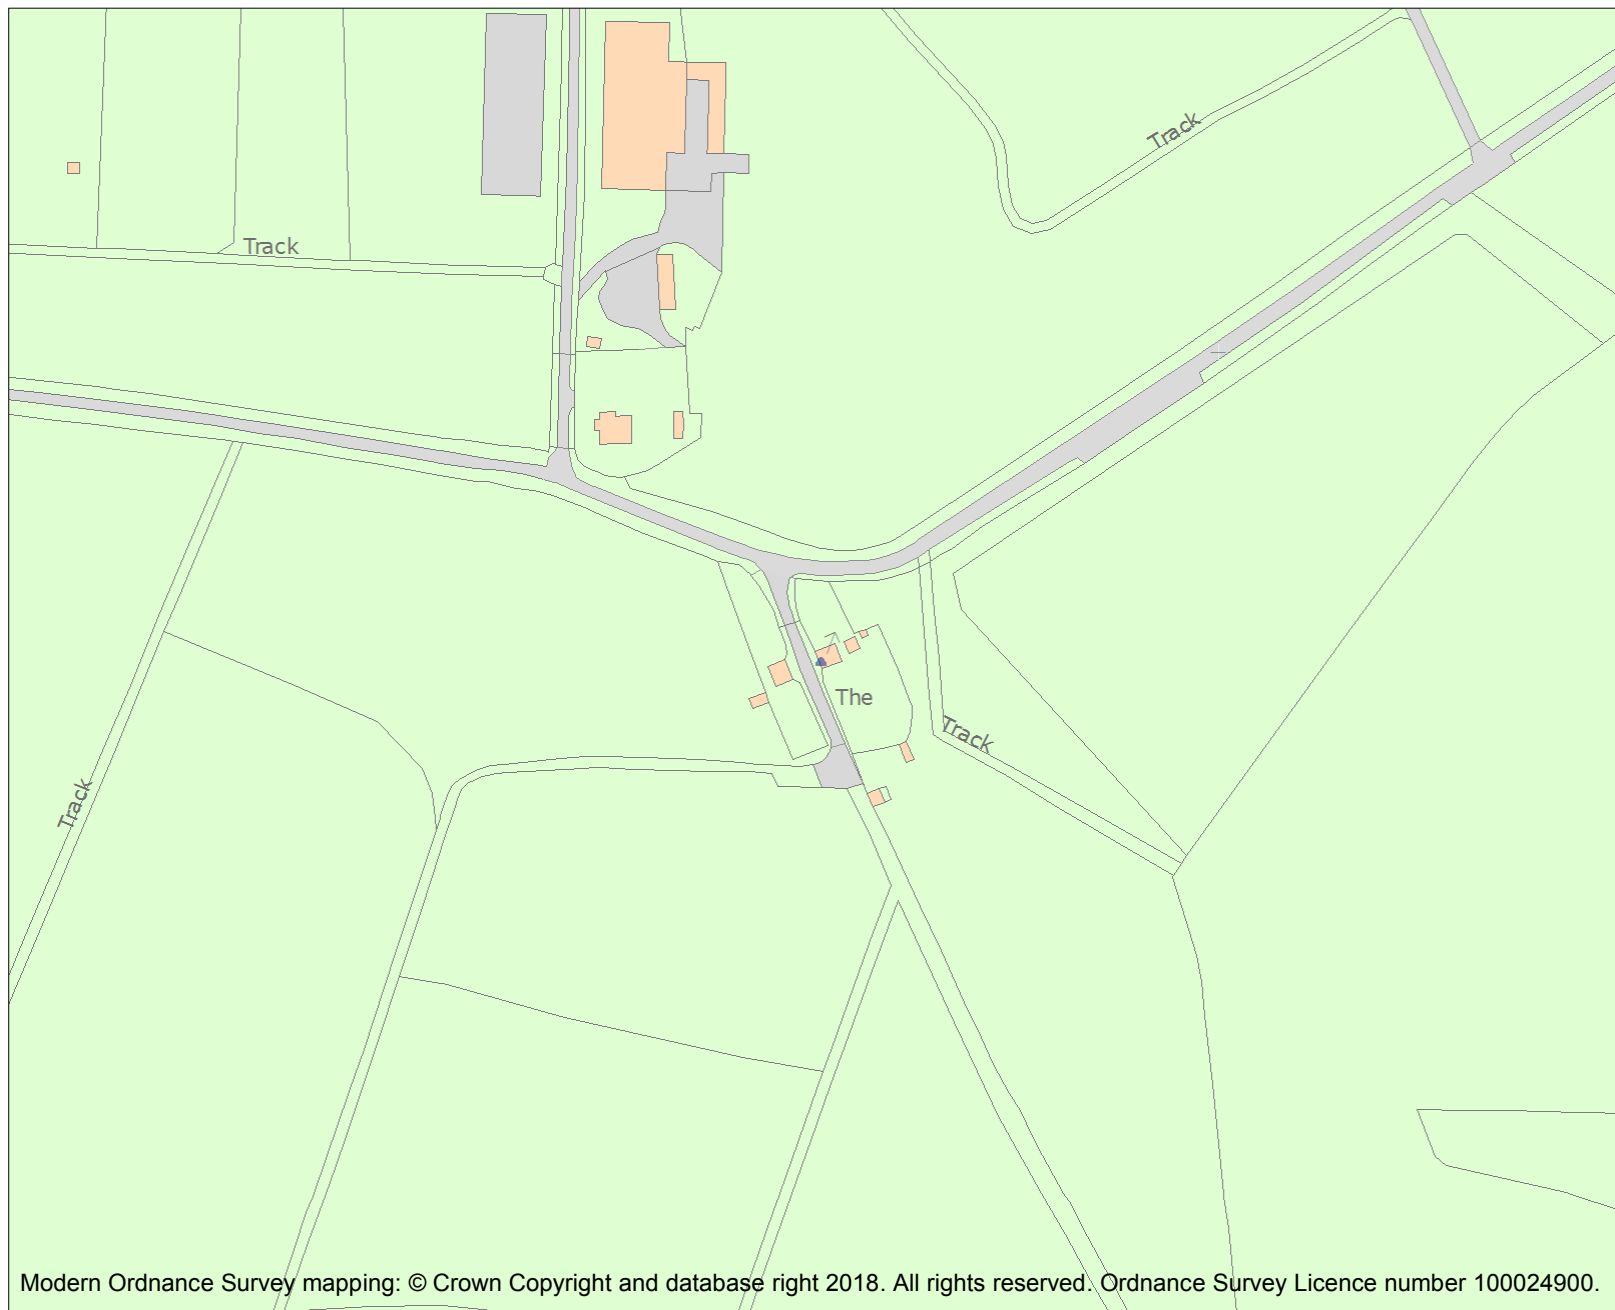 Track
Track
The
Track
Track
Modern Ordnance Survey mapping: © Crown Copyright and database right 2018. All rights reserved. Ordnance Survey Licence number 100024900.